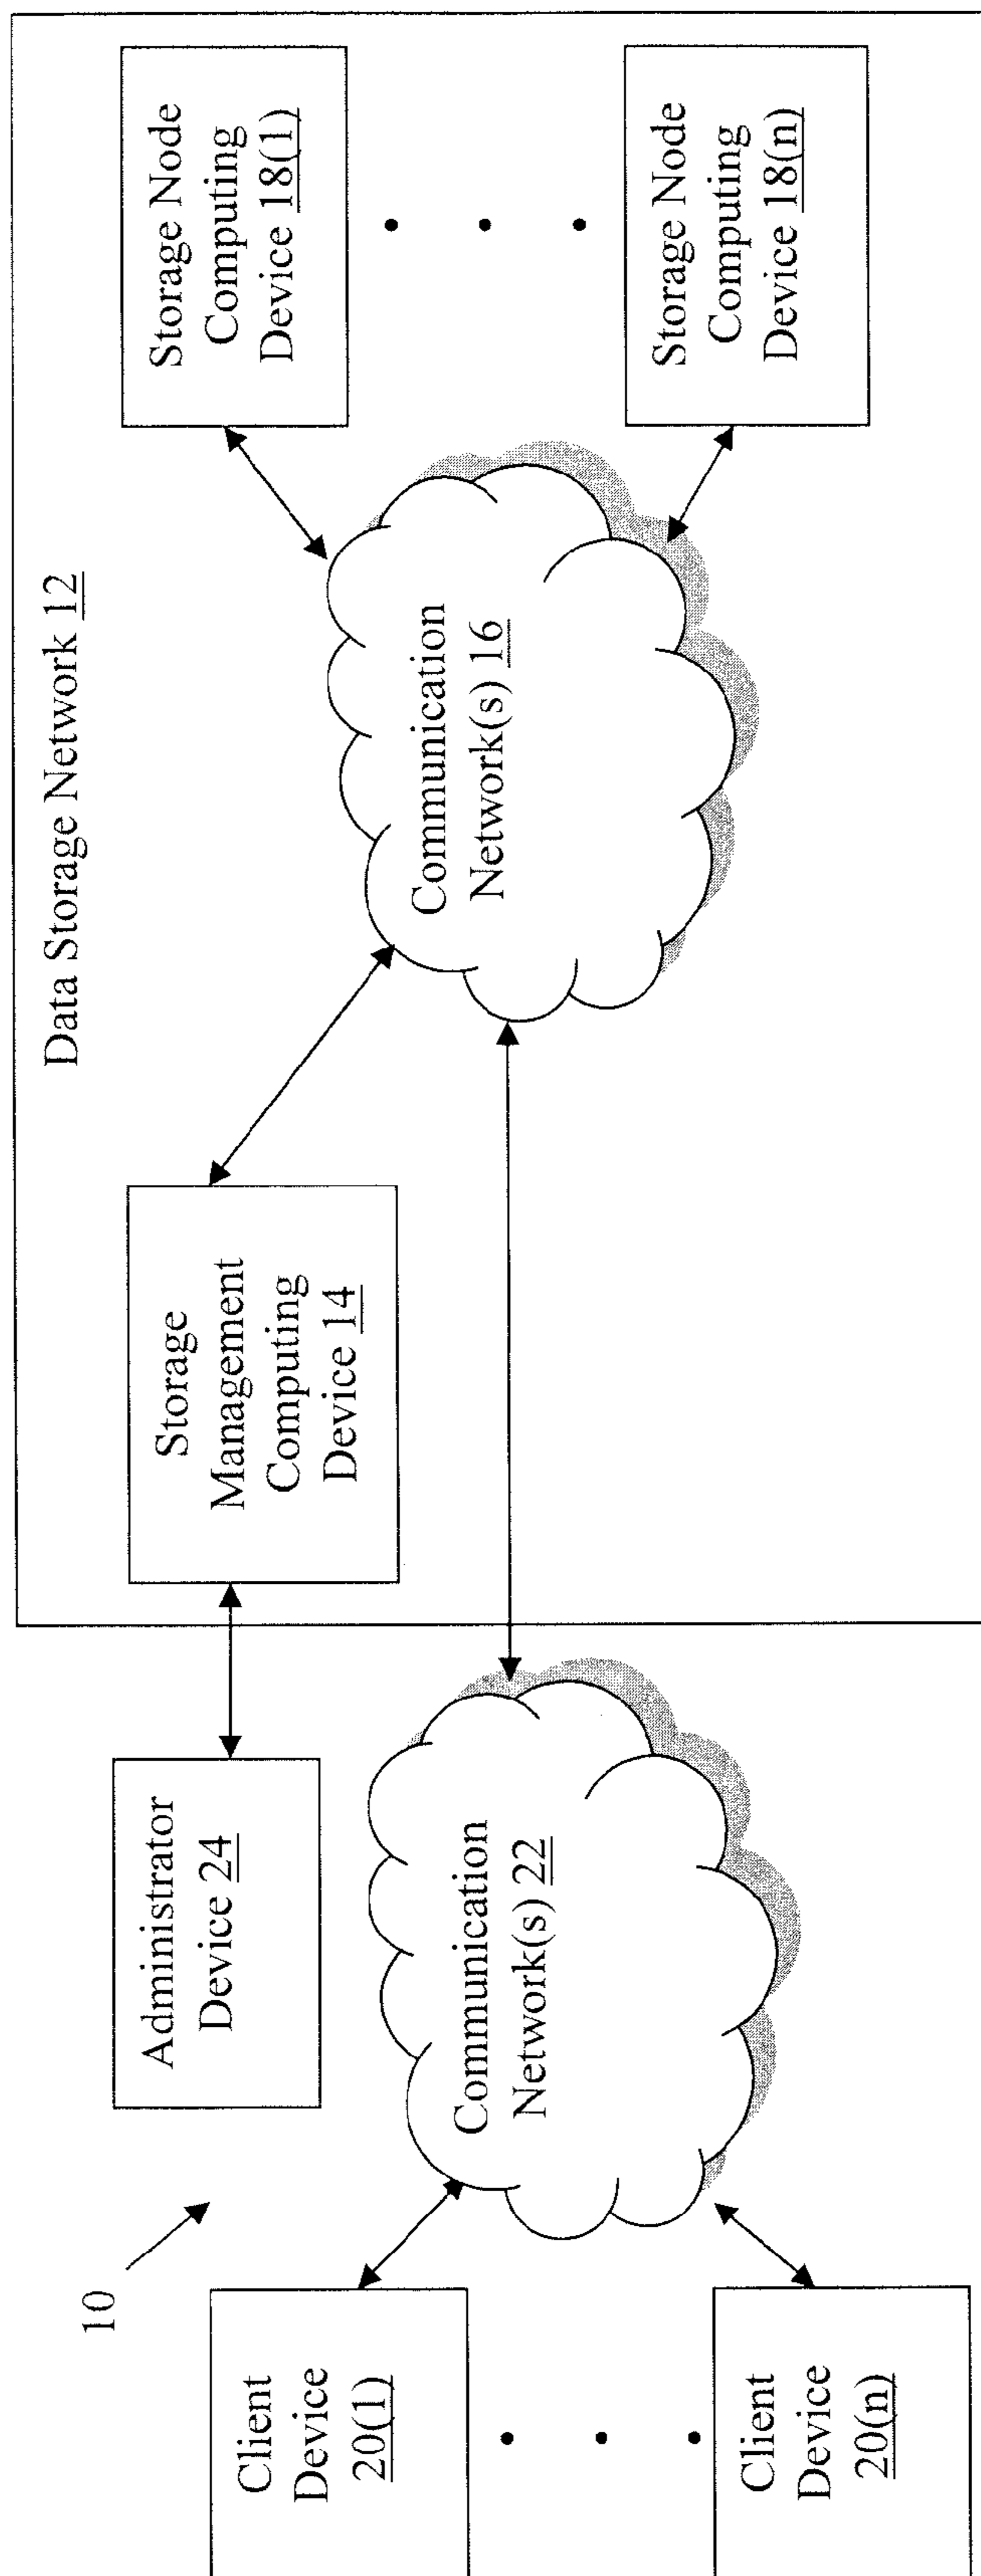 Data Storage Network 12
10
Client
Device
20(1)
Client
Device
20(n)
Administrator
Device 24
Communication
Network(s) 22
Storage
Management
Computing
Device 14
Communication
Network(s) 16
Storage Node
Computing
Device 18(1)
Storage Node
Computing
Device 18(n)